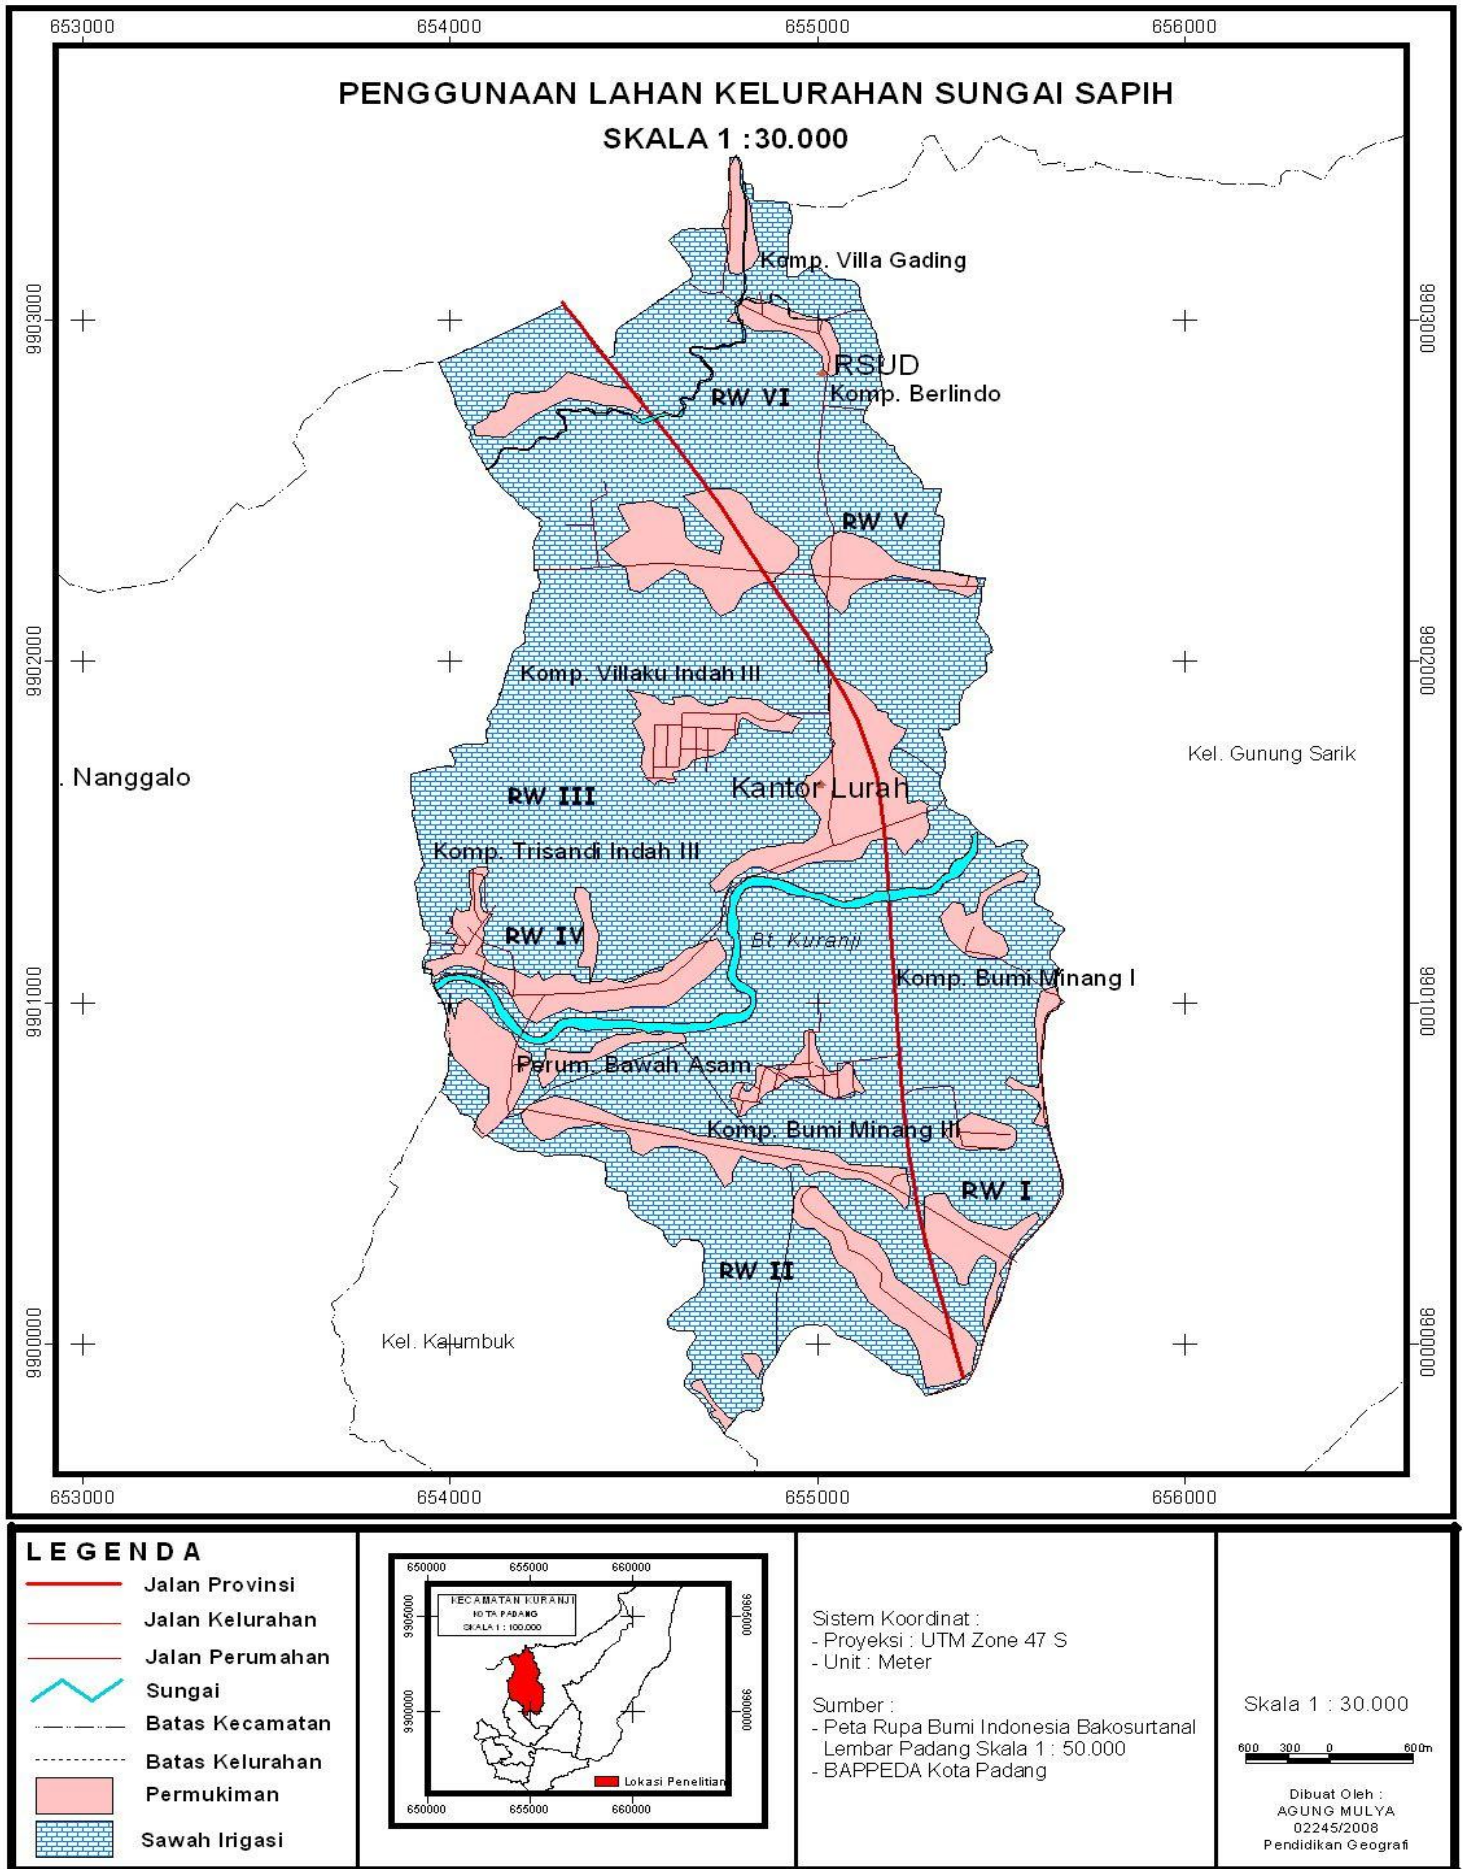 653000 654000 655000 656000
PENGGUNAAN LAHAN KELURAHAN SUNGAI SAPIH
SKALA 1 :30.000
Komp. Villa Gading
9903000
9903000
RSUD
RW VI
Komp. Berlindo
RW V
9902000
9902000
Komp. Villaku Indah III
Kel. Gunung Sarik
. Nanggalo
Kantor Lurah
RW III
Komp. Trisandi Indah III
RW IV
Bt. Kuranji
Komp. Bumi Minang I
9901000
9901000
Perum. Bawah Asam
Komp. Bumi Minang III
RW I
RW II
9900000
9900000
Kel. Kalumbuk
653000 654000 655000 656000
LEGENDA
Jalan Provinsi
Jalan Kelurahan
Jalan Perumahan
Sungai
Batas Kecamatan
Batas Kelurahan
Permukiman
Sawah Irigasi
650000 655000 660000
KECAMATAN KURANJI
KOTA PADANG
SKALA 1 : 100.000
9905000
9905000
9900000
9900000
Lokasi Penelitian
650000 655000 660000
Sistem Koordinat :
- Proyeksi : UTM Zone 47 S
- Unit : Meter
Sumber :
- Peta Rupa Bumi Indonesia Bakosurtanal
Lembar Padang Skala 1 : 50.000
- BAPPEDA Kota Padang
Skala 1 : 30.000
600 300 0 600m
Dibuat Oleh :
AGUNG MULYA
02245/2008
Pendidikan Geografi